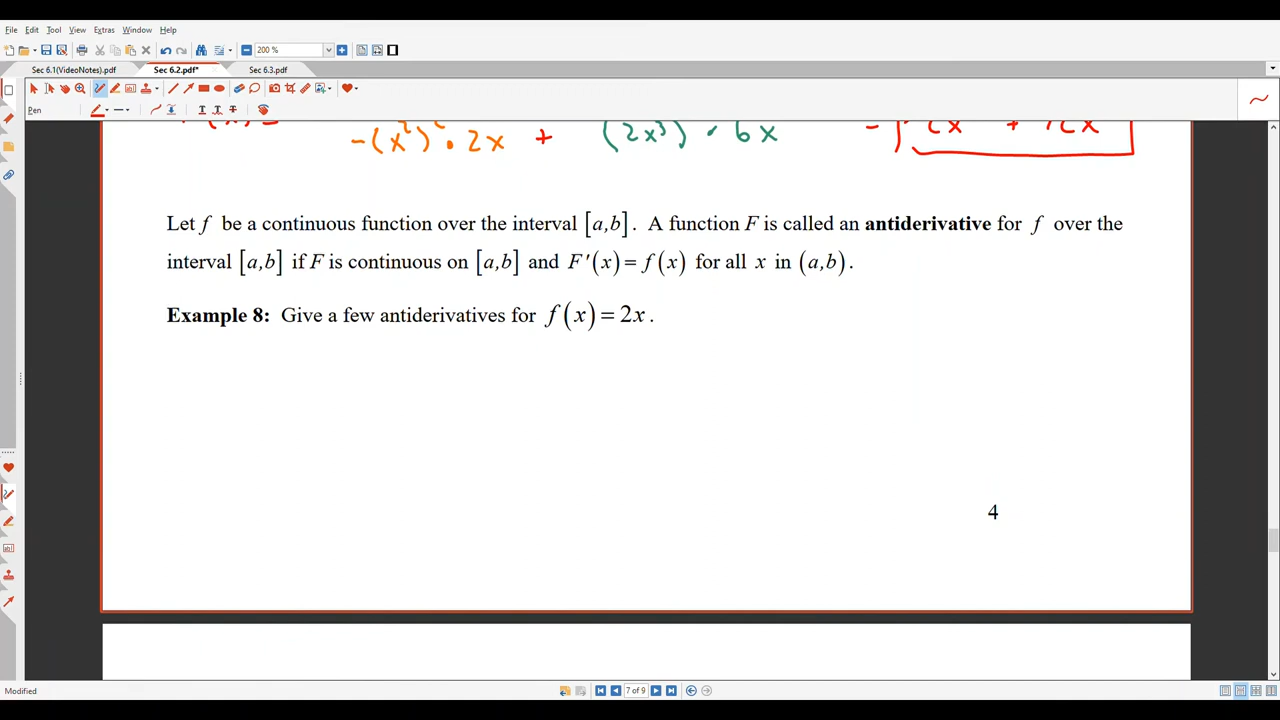 File Edit Tool View Extras Window Help
200 %
Sec 6.1(VideoNotes).pdf Sec 6.2.pdf* Sec 6.3.pdf
Pen
-(x²)² • 2x + (2x³) • 6x
Let f be a continuous function over the interval [a,b]. A function F is called an antiderivative for f over the
interval [a,b] if F is continuous on [a,b] and F'(x) = f(x) for all x in (a,b).
Example 8: Give a few antiderivatives for f(x) = 2x.
4
Modified
7 of 9